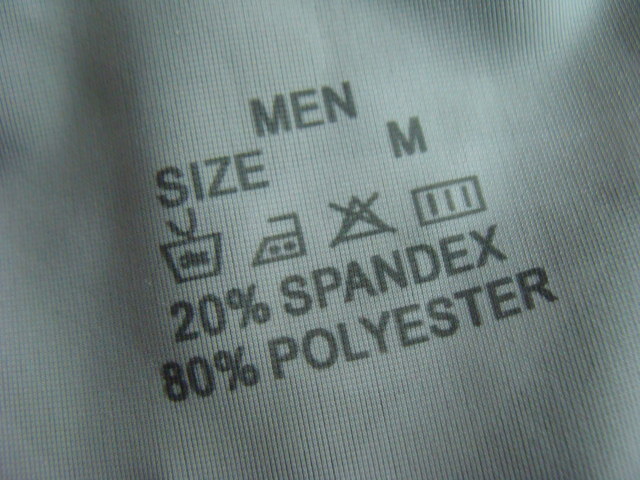 MEN
SIZE M
20% SPANDEX
80% POLYESTER